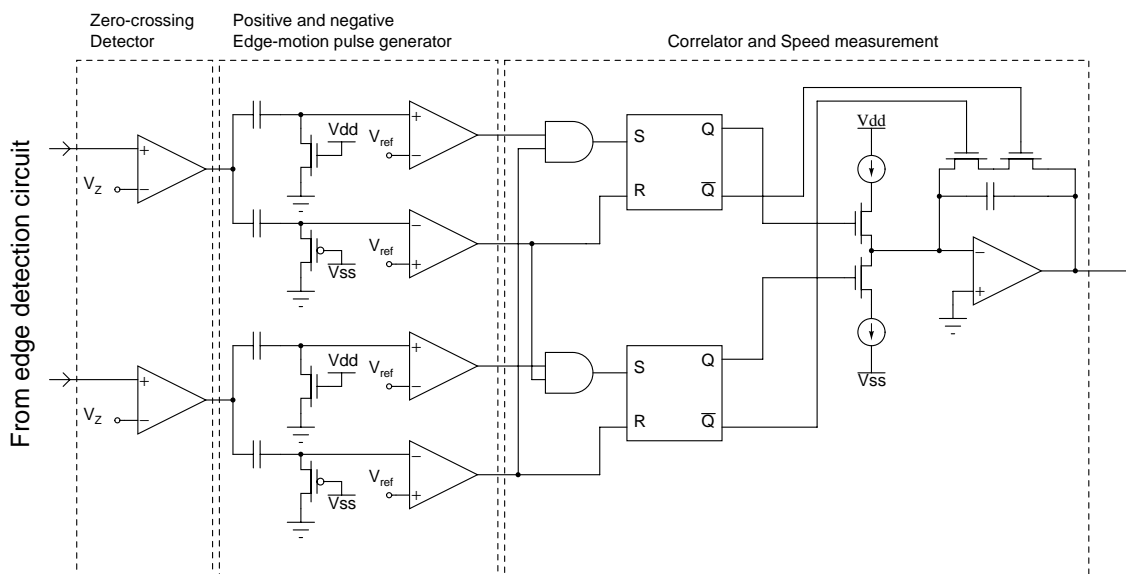 Zero-crossing
Detector
Positive and negative
Edge-motion pulse generator
Correlator and Speed measurement
From edge detection circuit
+
V_Z
−
+
Vdd
V_ref
−
−
V_ref
+
Vss
S
Q
R
Q̅
Vdd
−
+
Vss
+
V_Z
−
+
Vdd
V_ref
−
−
V_ref
+
Vss
S
Q
R
Q̅